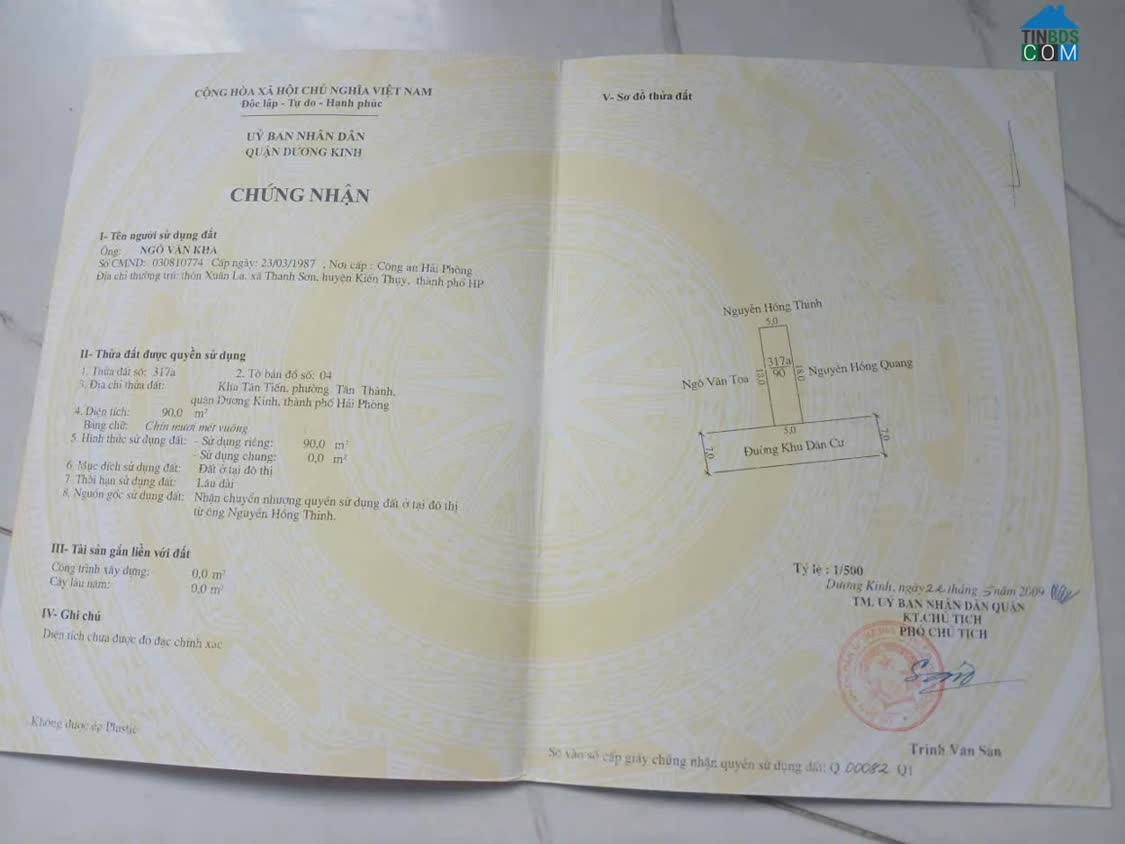 TINBDS
COM
CỘNG HÒA XÃ HỘI CHỦ NGHĨA VIỆT NAM
Độc lập - Tự do - Hạnh phúc
UỶ BAN NHÂN DÂN
QUẬN DƯƠNG KINH
CHỨNG NHẬN
I- Tên người sử dụng đất
Ông: NGÔ VĂN KHA
Số CMND: 030810774 Cấp ngày: 23/03/1987 , Nơi cấp : Công an Hải Phòng
Địa chỉ thường trú: thôn Xuân La, xã Thanh Sơn, huyện Kiến Thụy, thành phố HP
II- Thửa đất được quyền sử dụng
1. Thửa đất số: 317a 2. Tờ bản đồ số: 04
3. Địa chỉ thửa đất: Khu Tân Tiến, phường Tân Thành,
quận Dương Kinh, thành phố Hải Phòng
4. Diện tích: 90,0 m²
Bằng chữ: Chín mươi mét vuông
5. Hình thức sử dụng đất: - Sử dụng riêng: 90,0 m²
- Sử dụng chung: 0,0 m²
6. Mục đích sử dụng đất: Đất ở tại đô thị
7. Thời hạn sử dụng đất: Lâu dài
8. Nguồn gốc sử dụng đất: Nhận chuyển nhượng quyền sử dụng đất ở tại đô thị
từ ông Nguyễn Hồng Thinh.
III- Tài sản gắn liền với đất
Công trình xây dựng: 0,0 m²
Cây lâu năm: 0,0 m²
IV- Ghi chú
Diện tích chưa được đo đạc chính xác
Không được ép Plastic
V- Sơ đồ thửa đất
Nguyễn Hồng Thinh
5,0
Ngô Văn Toa 18,0 317a 18,0 Nguyễn Hồng Quang
90
5,0
7,0 Đường Khu Dân Cư 7,0
Tỷ lệ : 1/500
Dương Kinh, ngày tháng 5 năm 2009
TM. UỶ BAN NHÂN DÂN QUẬN
KT.CHỦ TỊCH
PHÓ CHỦ TỊCH
Trịnh Văn Sản
Số vào sổ cấp giấy chứng nhận quyền sử dụng đất: Q 00082 Q1